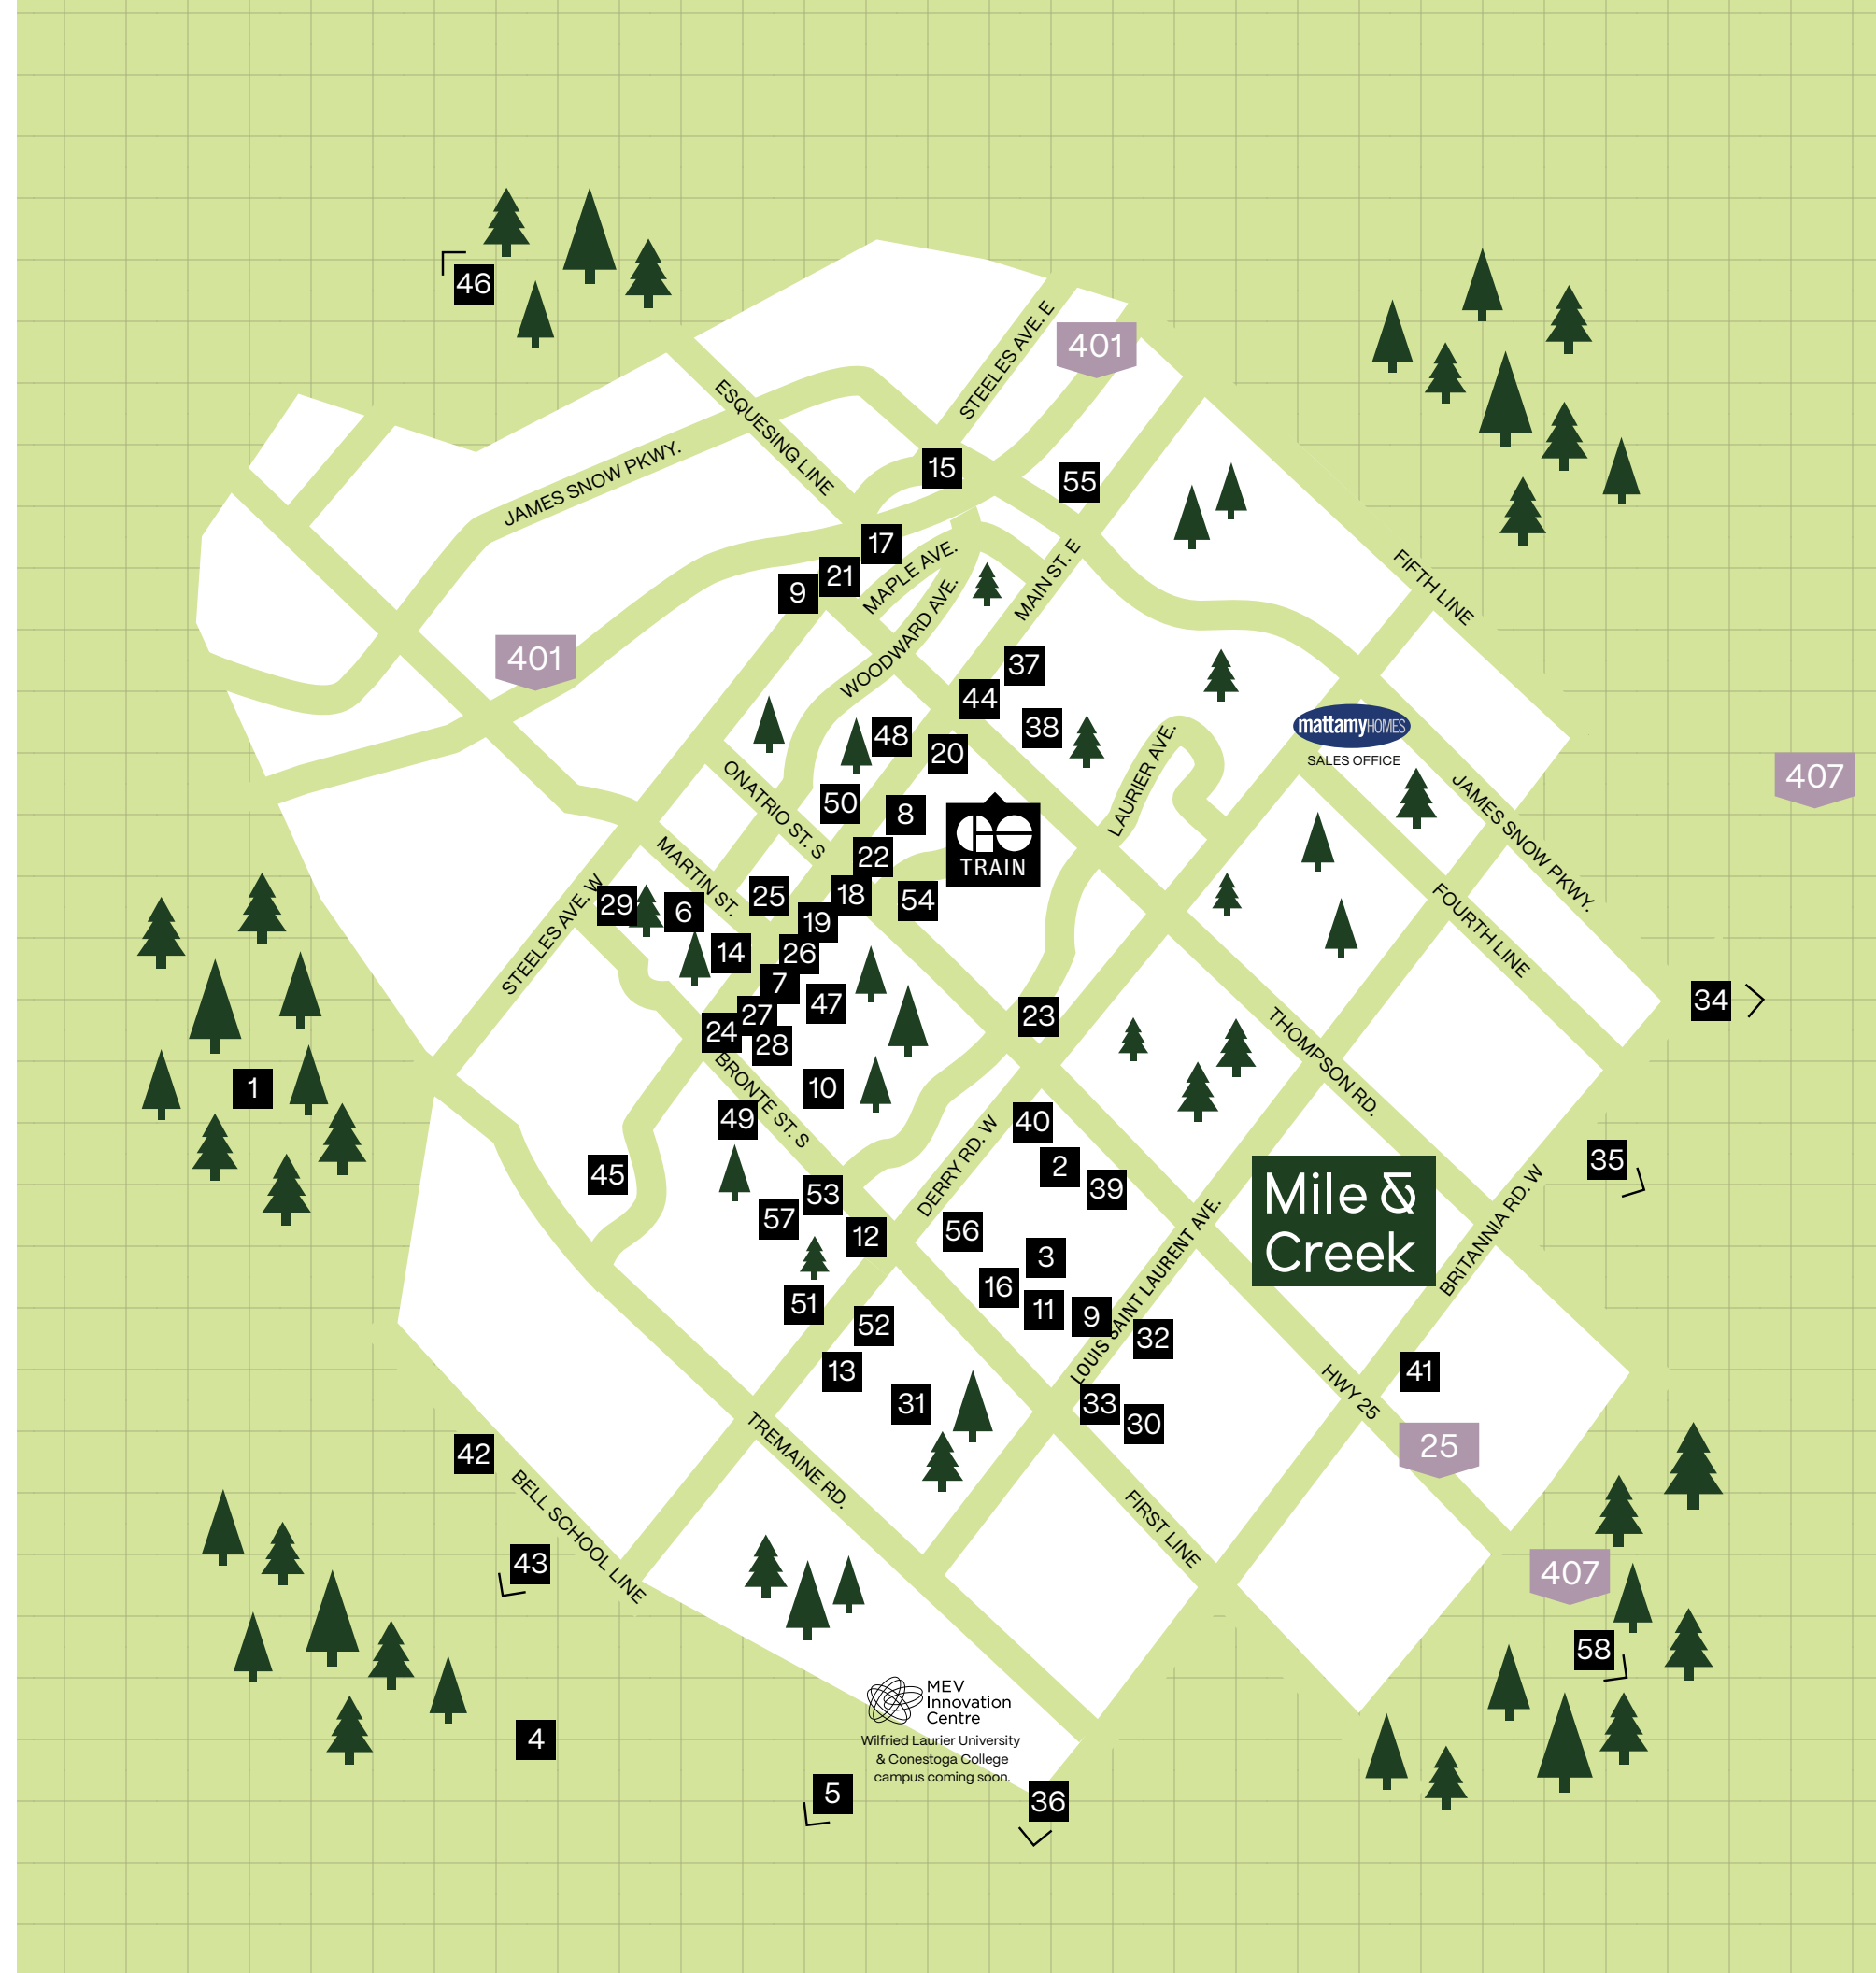 46
STEELES AVE. E
401
ESQUESING LINE
JAMES SNOW PKWY.
15
55
17
MAPLE AVE.
21
9
MAIN ST. E
FIFTH LINE
WOODWARD AVE.
401
37
44
38
48
20
mattamyHOMES
SALES OFFICE
LAURIER AVE.
407
ONATRIO ST. S
50
8
JAMES SNOW PKWY.
TRAIN
22
MARTIN ST.
29
6
25
18
54
19
FOURTH LINE
STEELES AVE. W
14
26
7
47
27
24
28
23
34
THOMPSON RD.
1
BRONTE ST. S
10
49
40
45
53
57
12
DERRY RD. W
2
39
56
3
Mile &
Creek
35
BRITANNIA RD. W
LOUIS SAINT LAURENT AVE.
16
11
9
32
51
52
13
31
33
30
41
HWY 25
25
42
TREMAINE RD.
BELL SCHOOL LINE
43
FIRST LINE
407
58
4
MEV
Innovation
Centre
Wilfried Laurier University
& Conestoga College
campus coming soon.
5
36